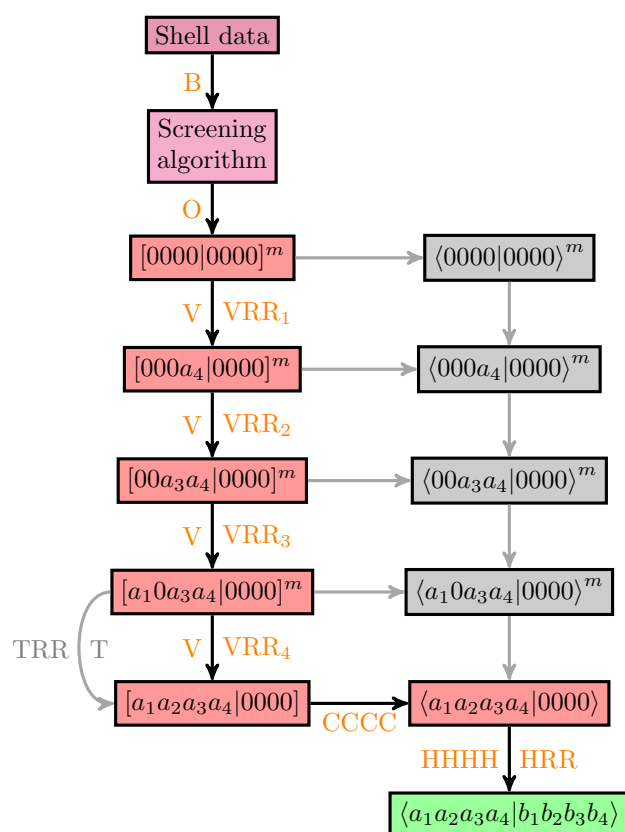 Shell data
B
Screening
algorithm
O
[0000|0000]ᵐ
⟨0000|0000⟩ᵐ
V VRR₁
[000a₄|0000]ᵐ
⟨000a₄|0000⟩ᵐ
V VRR₂
[00a₃a₄|0000]ᵐ
⟨00a₃a₄|0000⟩ᵐ
V VRR₃
[a₁0a₃a₄|0000]ᵐ
⟨a₁0a₃a₄|0000⟩ᵐ
TRR T V VRR₄
[a₁a₂a₃a₄|0000]
⟨a₁a₂a₃a₄|0000⟩
CCCC
HHHH HRR
⟨a₁a₂a₃a₄|b₁b₂b₃b₄⟩